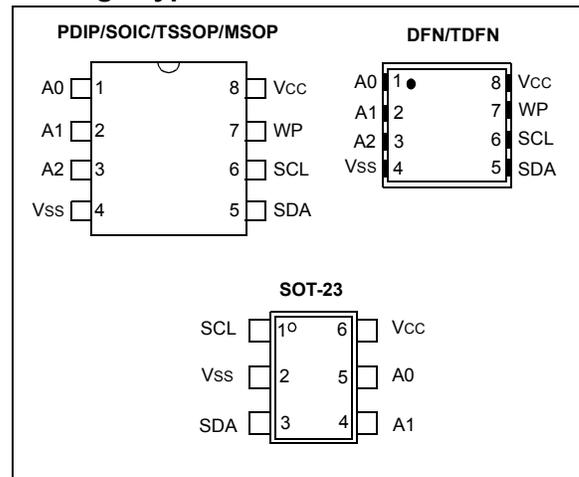 PDIP/SOIC/TSSOP/MSOP
A0 1 8 VCC
A1 2 7 WP
A2 3 6 SCL
VSS 4 5 SDA
DFN/TDFN
A0 1 8 VCC
A1 2 7 WP
A2 3 6 SCL
VSS 4 5 SDA
SOT-23
SCL 1 6 VCC
VSS 2 5 A0
SDA 3 4 A1